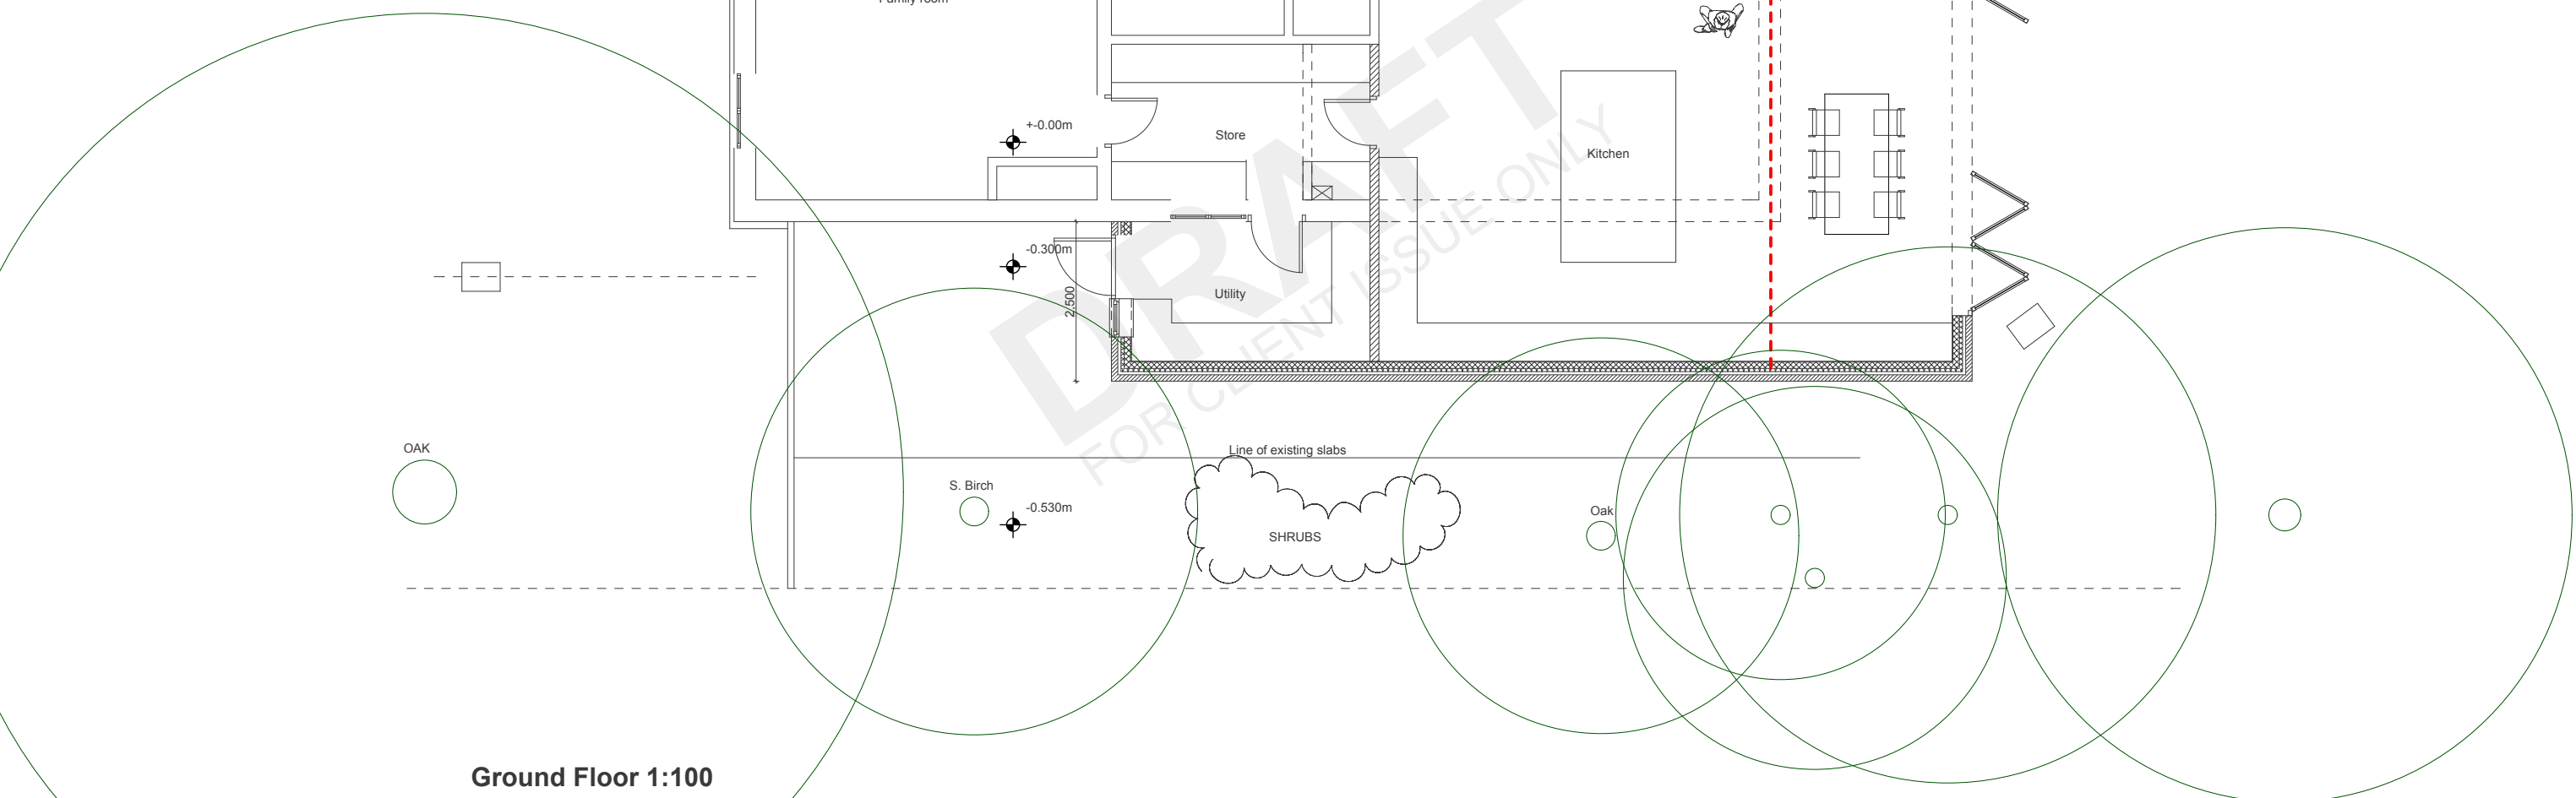 Family room
+-0.00m
Store
Kitchen
-0.300m
2,500
Utility
DRAFT
FOR CLIENT ISSUE ONLY
OAK
Line of existing slabs
S. Birch
-0.530m
Oak
SHRUBS
Ground Floor 1:100